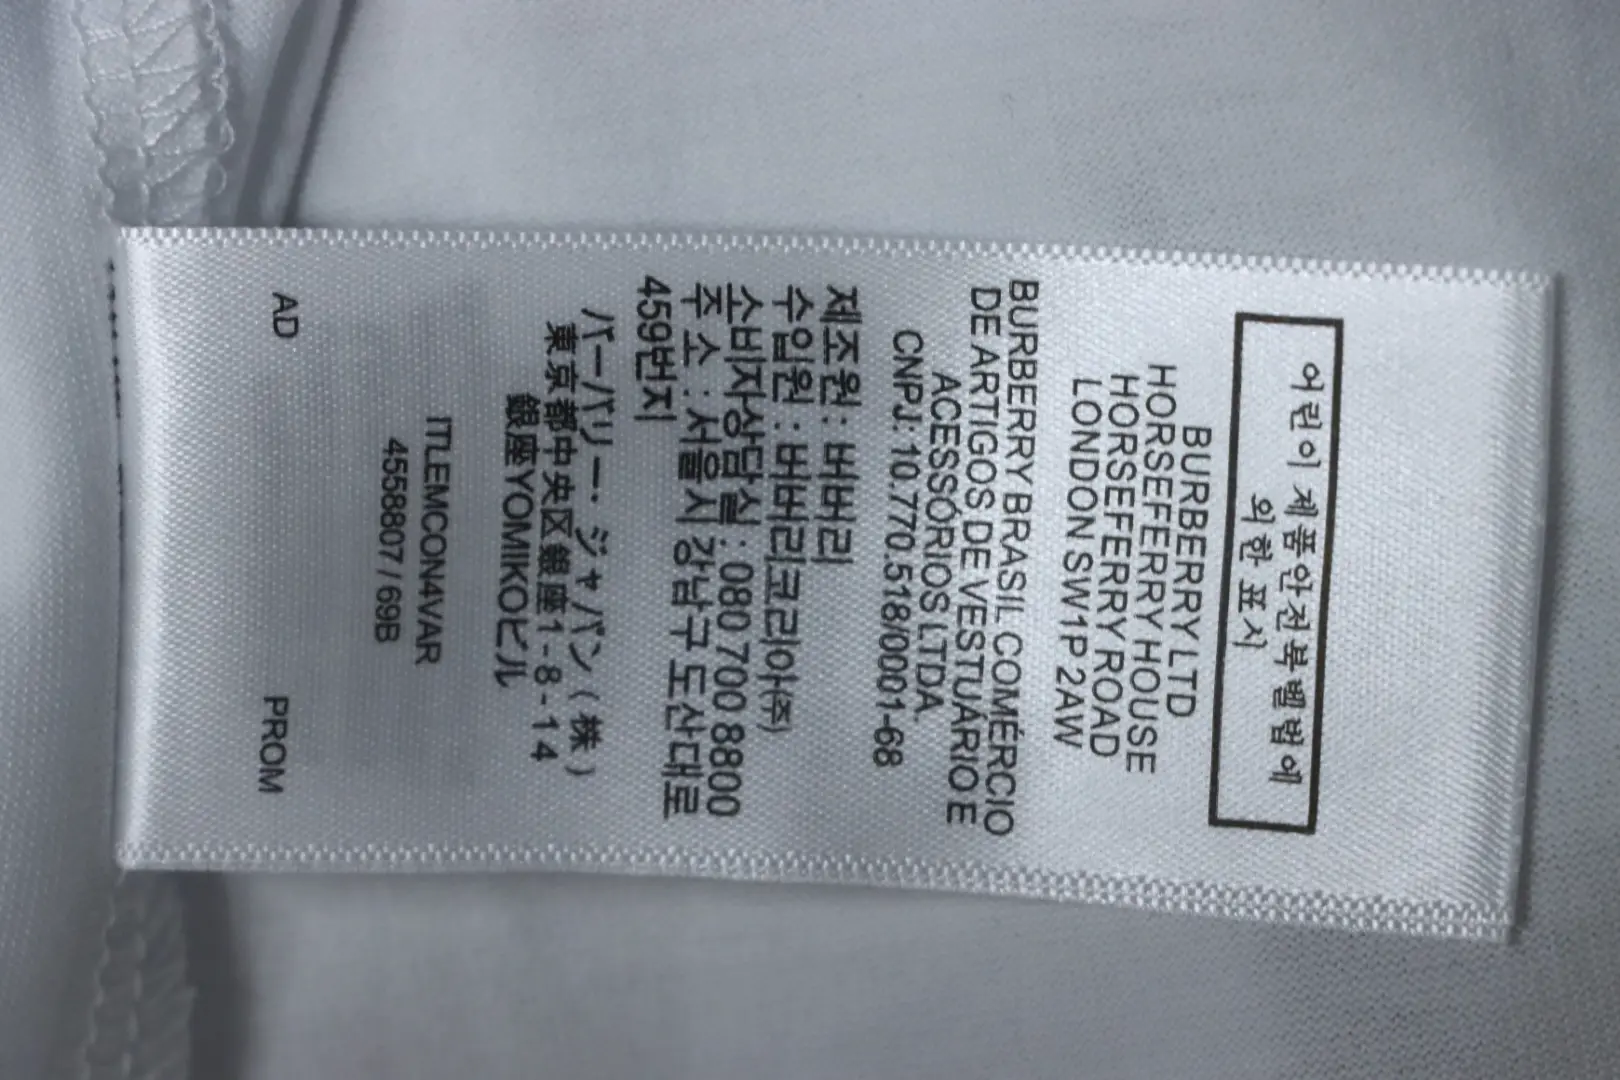 어린이 제품안전복벨법에
외한 표시
BURBERRY LTD
HORSEFERRY HOUSE
HORSEFERRY ROAD
LONDON SW1P 2AW
BURBERRY BRASIL COMÉRCIO
DE ARTIGOS DE VESTUÁRIO E
ACESSÓRIOS LTDA.
CNPJ: 10.770.518/0001-68
제조원 : 버버리
수입원 : 버버리코리아(주)
소비자상담실 : 080 700 8800
주 소 : 서울시 강남구 도산대로
459번지
バーバリー・ジャパン(株)
東京都中央区銀座1-8-14
銀座YOMIKOビル
ITLEMCON4VAR
4558807 / 69B
AD PROM